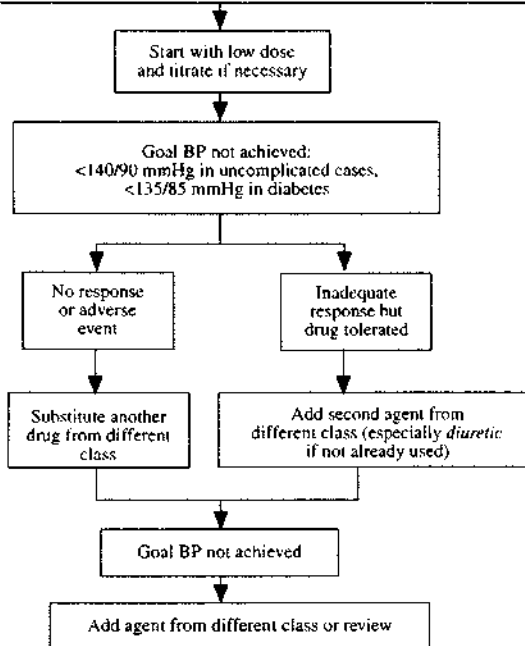 Start with low dose
and titrate if necessary
Goal BP not achieved:
<140/90 mmHg in uncomplicated cases,
<135/85 mmHg in diabetes
No response
or adverse
event
Inadequate
response but
drug tolerated
Substitute another
drug from different
class
Add second agent from
different class (especially diuretic
if not already used)
Goal BP not achieved
Add agent from different class or review